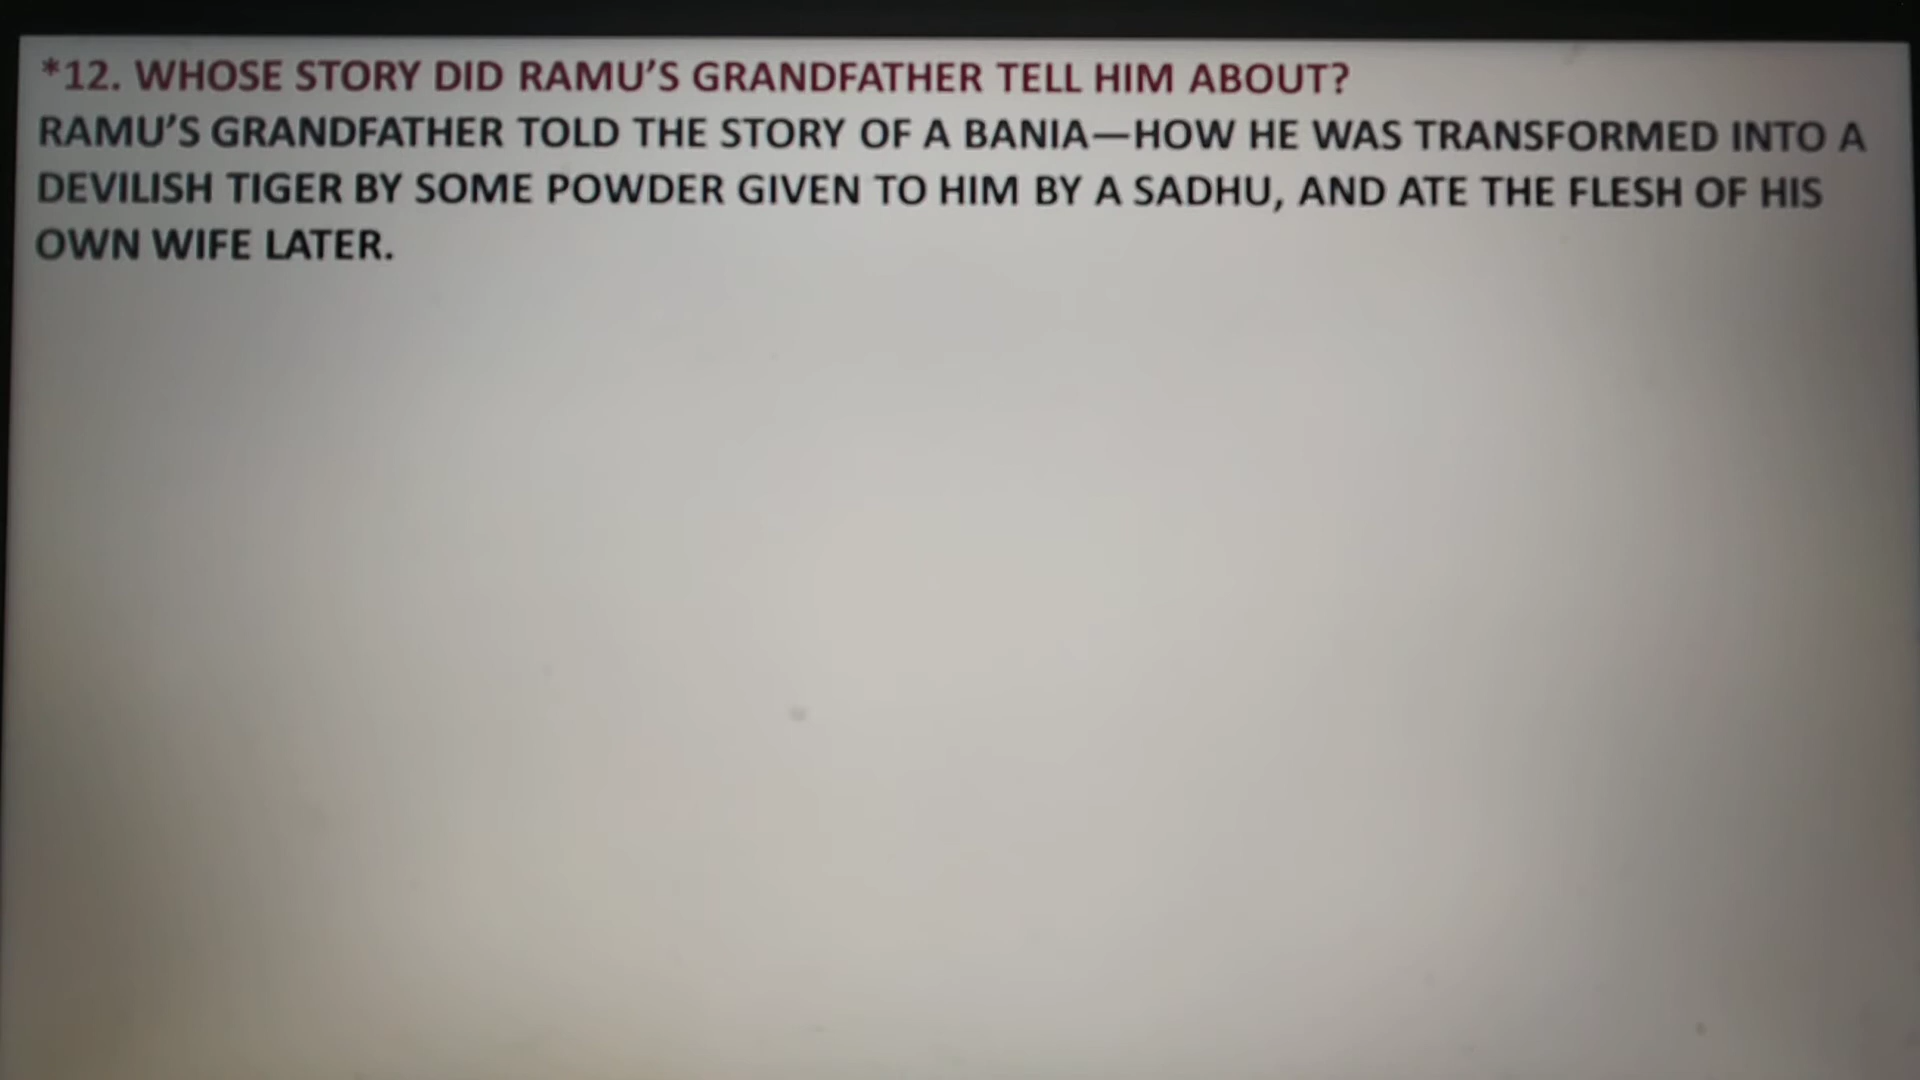 *12. WHOSE STORY DID RAMU'S GRANDFATHER TELL HIM ABOUT?
RAMU'S GRANDFATHER TOLD THE STORY OF A BANIA—HOW HE WAS TRANSFORMED INTO A
DEVILISH TIGER BY SOME POWDER GIVEN TO HIM BY A SADHU, AND ATE THE FLESH OF HIS
OWN WIFE LATER.